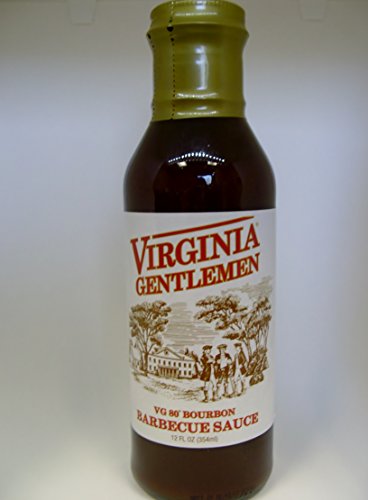 VIRGINIA®
GENTLEMEN
VG 80° BOURBON
BARBECUE SAUCE
12 FL OZ (354ml)